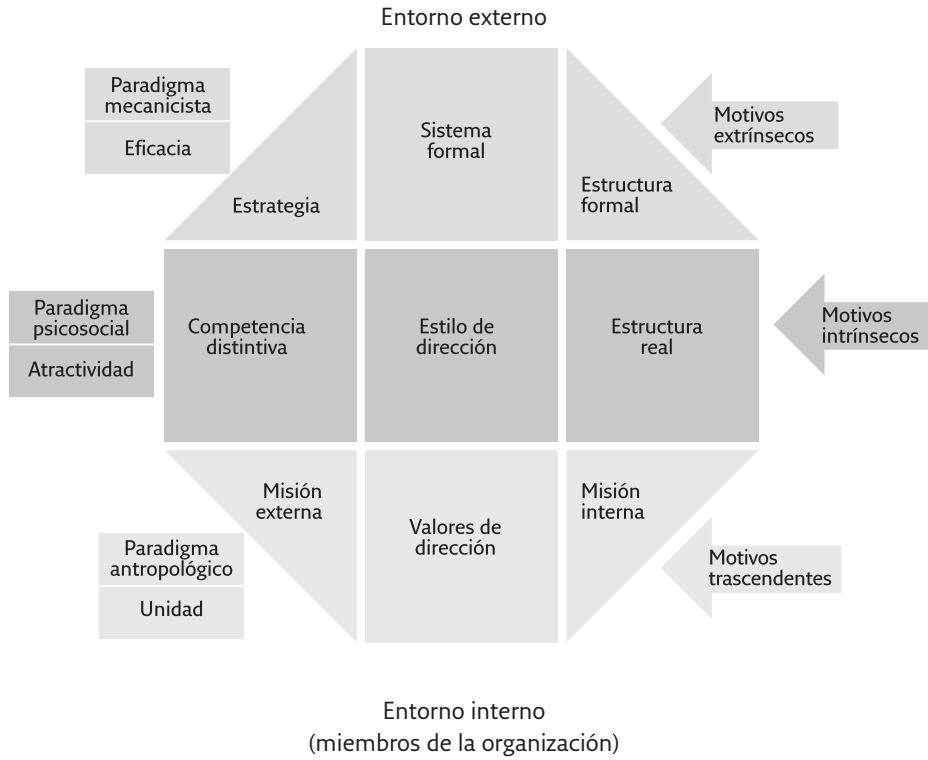 Entorno externo
Paradigma
mecanicista
Eficacia
Estrategia
Sistema
formal
Estructura
formal
Motivos
extrínsecos
Paradigma
psicosocial
Atractividad
Competencia
distintiva
Estilo de
dirección
Estructura
real
Motivos
intrínsecos
Paradigma
antropológico
Unidad
Misión
externa
Valores de
dirección
Misión
interna
Motivos
trascendentes
Entorno interno
(miembros de la organización)